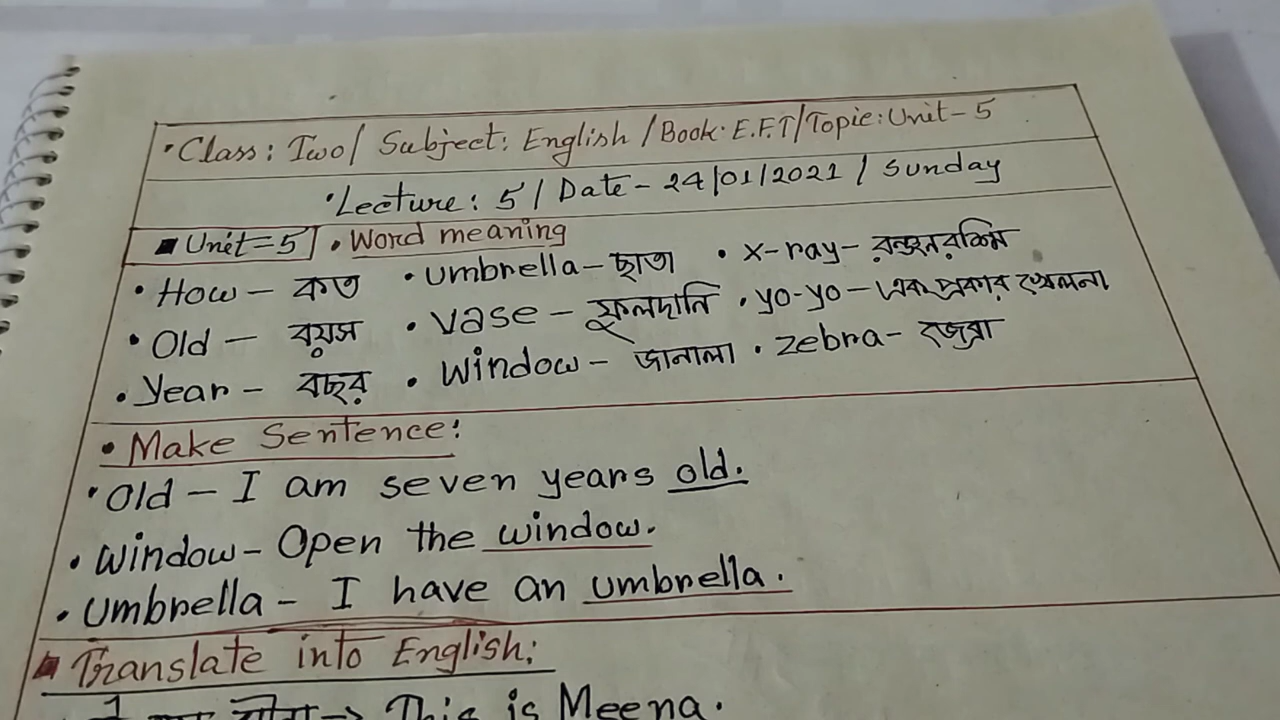 • Class: Two/ Subject: English / Book: E.F.T/Topic: Unit - 5
• Lecture: 5 / Date - 24/01/2021 / Sunday
■ Unit = 5 • Word meaning
• How - কত • umbrella - ছাতা • x-ray - রঞ্জনরশ্মি
• Old - বয়স • vase - ফুলদানি • yo-yo - এক প্রকার খেলনা
• year - বছর • window - জানালা • zebra - জেব্রা
• Make Sentence:
• Old - I am seven years old.
• Window - Open the window.
• Umbrella - I have an umbrella.
■ Translate into English:
মীনা → This is Meena.